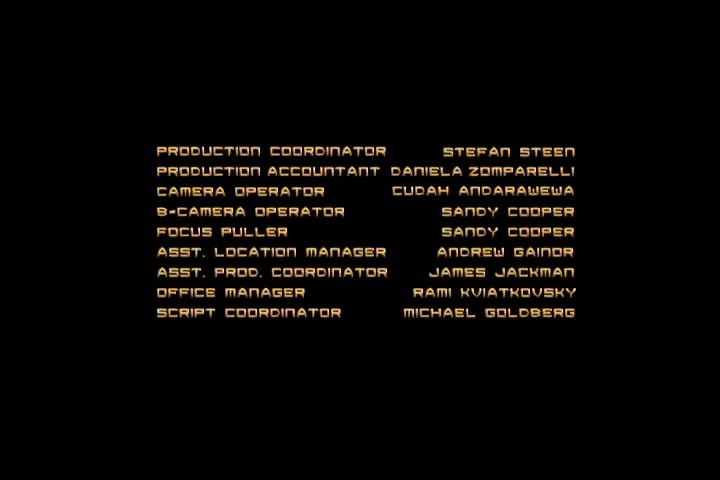 PRODUCTION COORDINATOR STEFAN STEEN
PRODUCTION ACCOUNTANT DANIELA ZOMPARELLI
CAMERA OPERATOR CUDAH ANDARAWEWA
B-CAMERA OPERATOR SANDY COOPER
FOCUS PULLER SANDY COOPER
ASST. LOCATION MANAGER ANDREW GAINOR
ASST. PROD. COORDINATOR JAMES JACKMAN
OFFICE MANAGER RAMI KVIATKOVSKY
SCRIPT COORDINATOR MICHAEL GOLDBERG